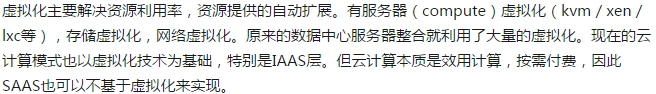 虚拟化主要解决资源利用率，资源提供的自动扩展。有服务器（compute）虚拟化（kvm / xen /
lxc等），存储虚拟化，网络虚拟化。原来的数据中心服务器整合就利用了大量的虚拟化。现在的云
计算模式也以虚拟化技术为基础，特别是IAAS层。但云计算本质是效用计算，按需付费，因此
SAAS也可以不基于虚拟化来实现。